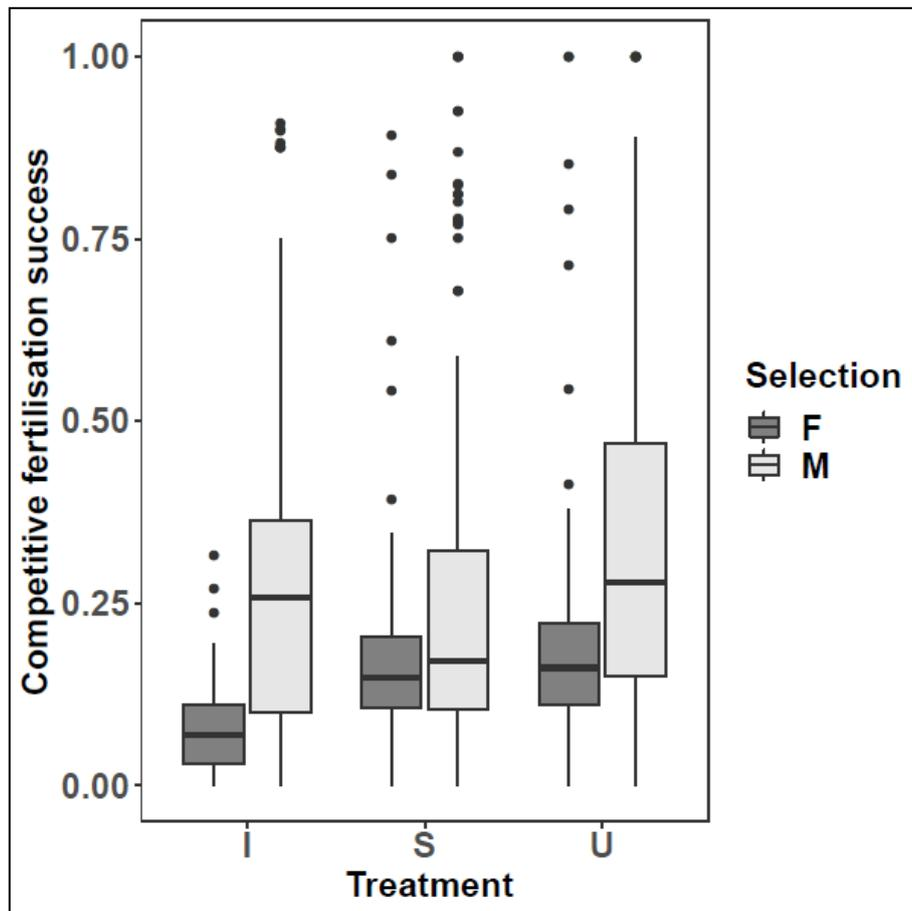 Competitive fertilisation success
1.00
0.75
0.50
0.25
0.00
I
S
U
Treatment
Selection
F
M